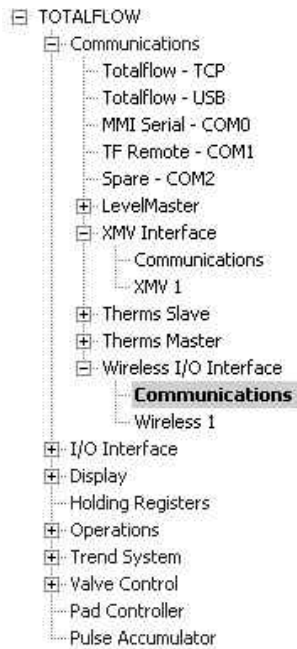 TOTALFLOW
Communications
Totalflow - TCP
Totalflow - USB
MMI Serial - COM0
TF Remote - COM1
Spare - COM2
LevelMaster
XMV Interface
Communications
XMV 1
Therms Slave
Therms Master
Wireless I/O Interface
Communications
Wireless 1
I/O Interface
Display
Holding Registers
Operations
Trend System
Valve Control
Pad Controller
Pulse Accumulator